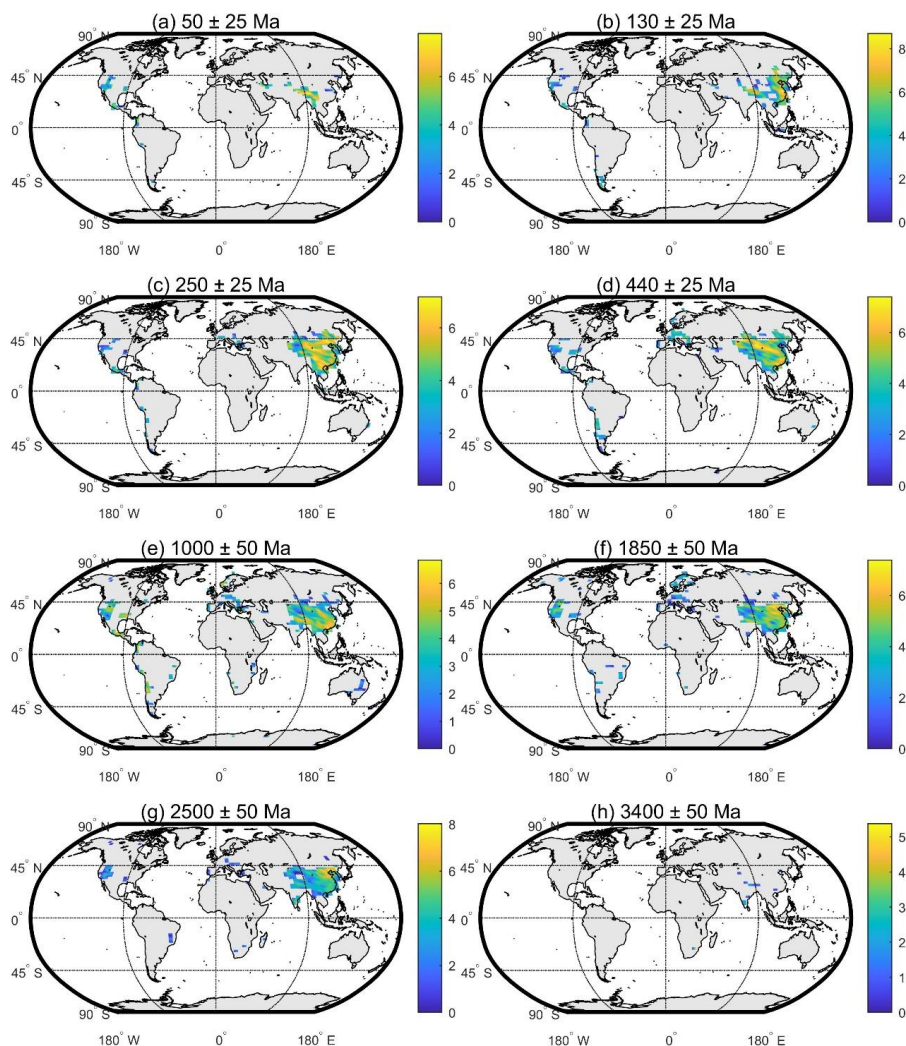 (a) 50 ± 25 Ma
90° N
45° N
0°
45° S
90° S
180° W
0°
180° E
6
4
2
0
(b) 130 ± 25 Ma
90° N
45° N
0°
45° S
90° S
180° W
0°
180° E
8
7
6
5
4
3
2
1
0
(c) 250 ± 25 Ma
90° N
45° N
0°
45° S
90° S
180° W
0°
180° E
6
4
2
0
(d) 440 ± 25 Ma
90° N
45° N
0°
45° S
90° S
180° W
0°
180° E
6
4
2
0
(e) 1000 ± 50 Ma
90° N
45° N
0°
45° S
90° S
180° W
0°
180° E
6
5
4
3
2
1
0
(f) 1850 ± 50 Ma
90° N
45° N
0°
45° S
90° S
180° W
0°
180° E
6
4
2
0
(g) 2500 ± 50 Ma
90° N
45° N
0°
45° S
90° S
180° W
0°
180° E
8
6
4
2
0
(h) 3400 ± 50 Ma
90° N
45° N
0°
45° S
90° S
180° W
0°
180° E
5
4
3
2
1
0